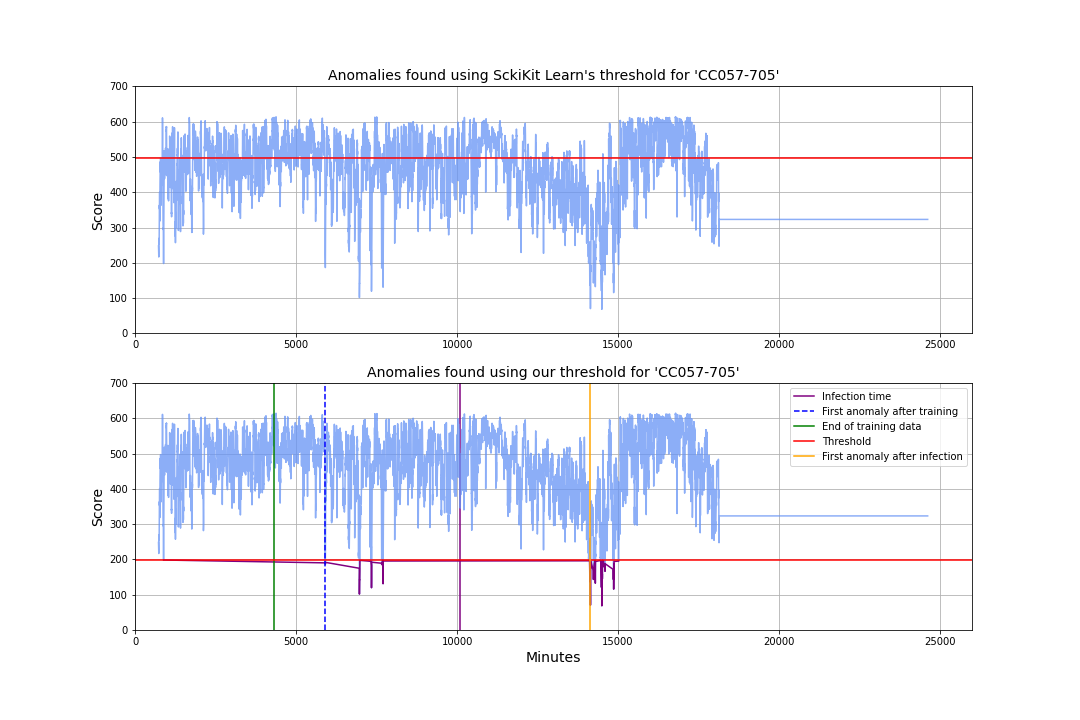 Anomalies found using SckiKit Learn's threshold for 'CC057-705'
700
600
500
400
300
200
100
0
Score
0 5000 10000 15000 20000 25000
Anomalies found using our threshold for 'CC057-705'
700
600
500
400
300
200
100
0
Score
Infection time
First anomaly after training
End of training data
Threshold
First anomaly after infection
0 5000 10000 15000 20000 25000
Minutes